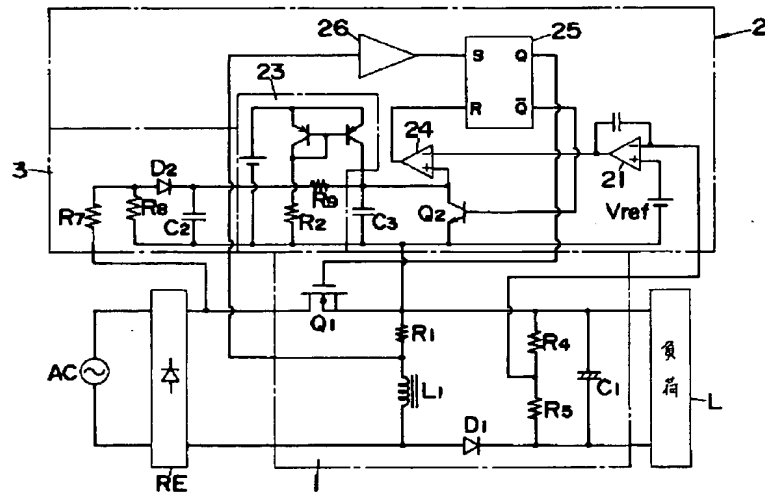 26
25
2
23
S Q
R Q̄
24
21
3
D2
R7
R8
C2
R9
R2
C3
Q2
Vref
Q1
R1
R4
AC
L1
C1
負荷
L
R5
D1
RE
1